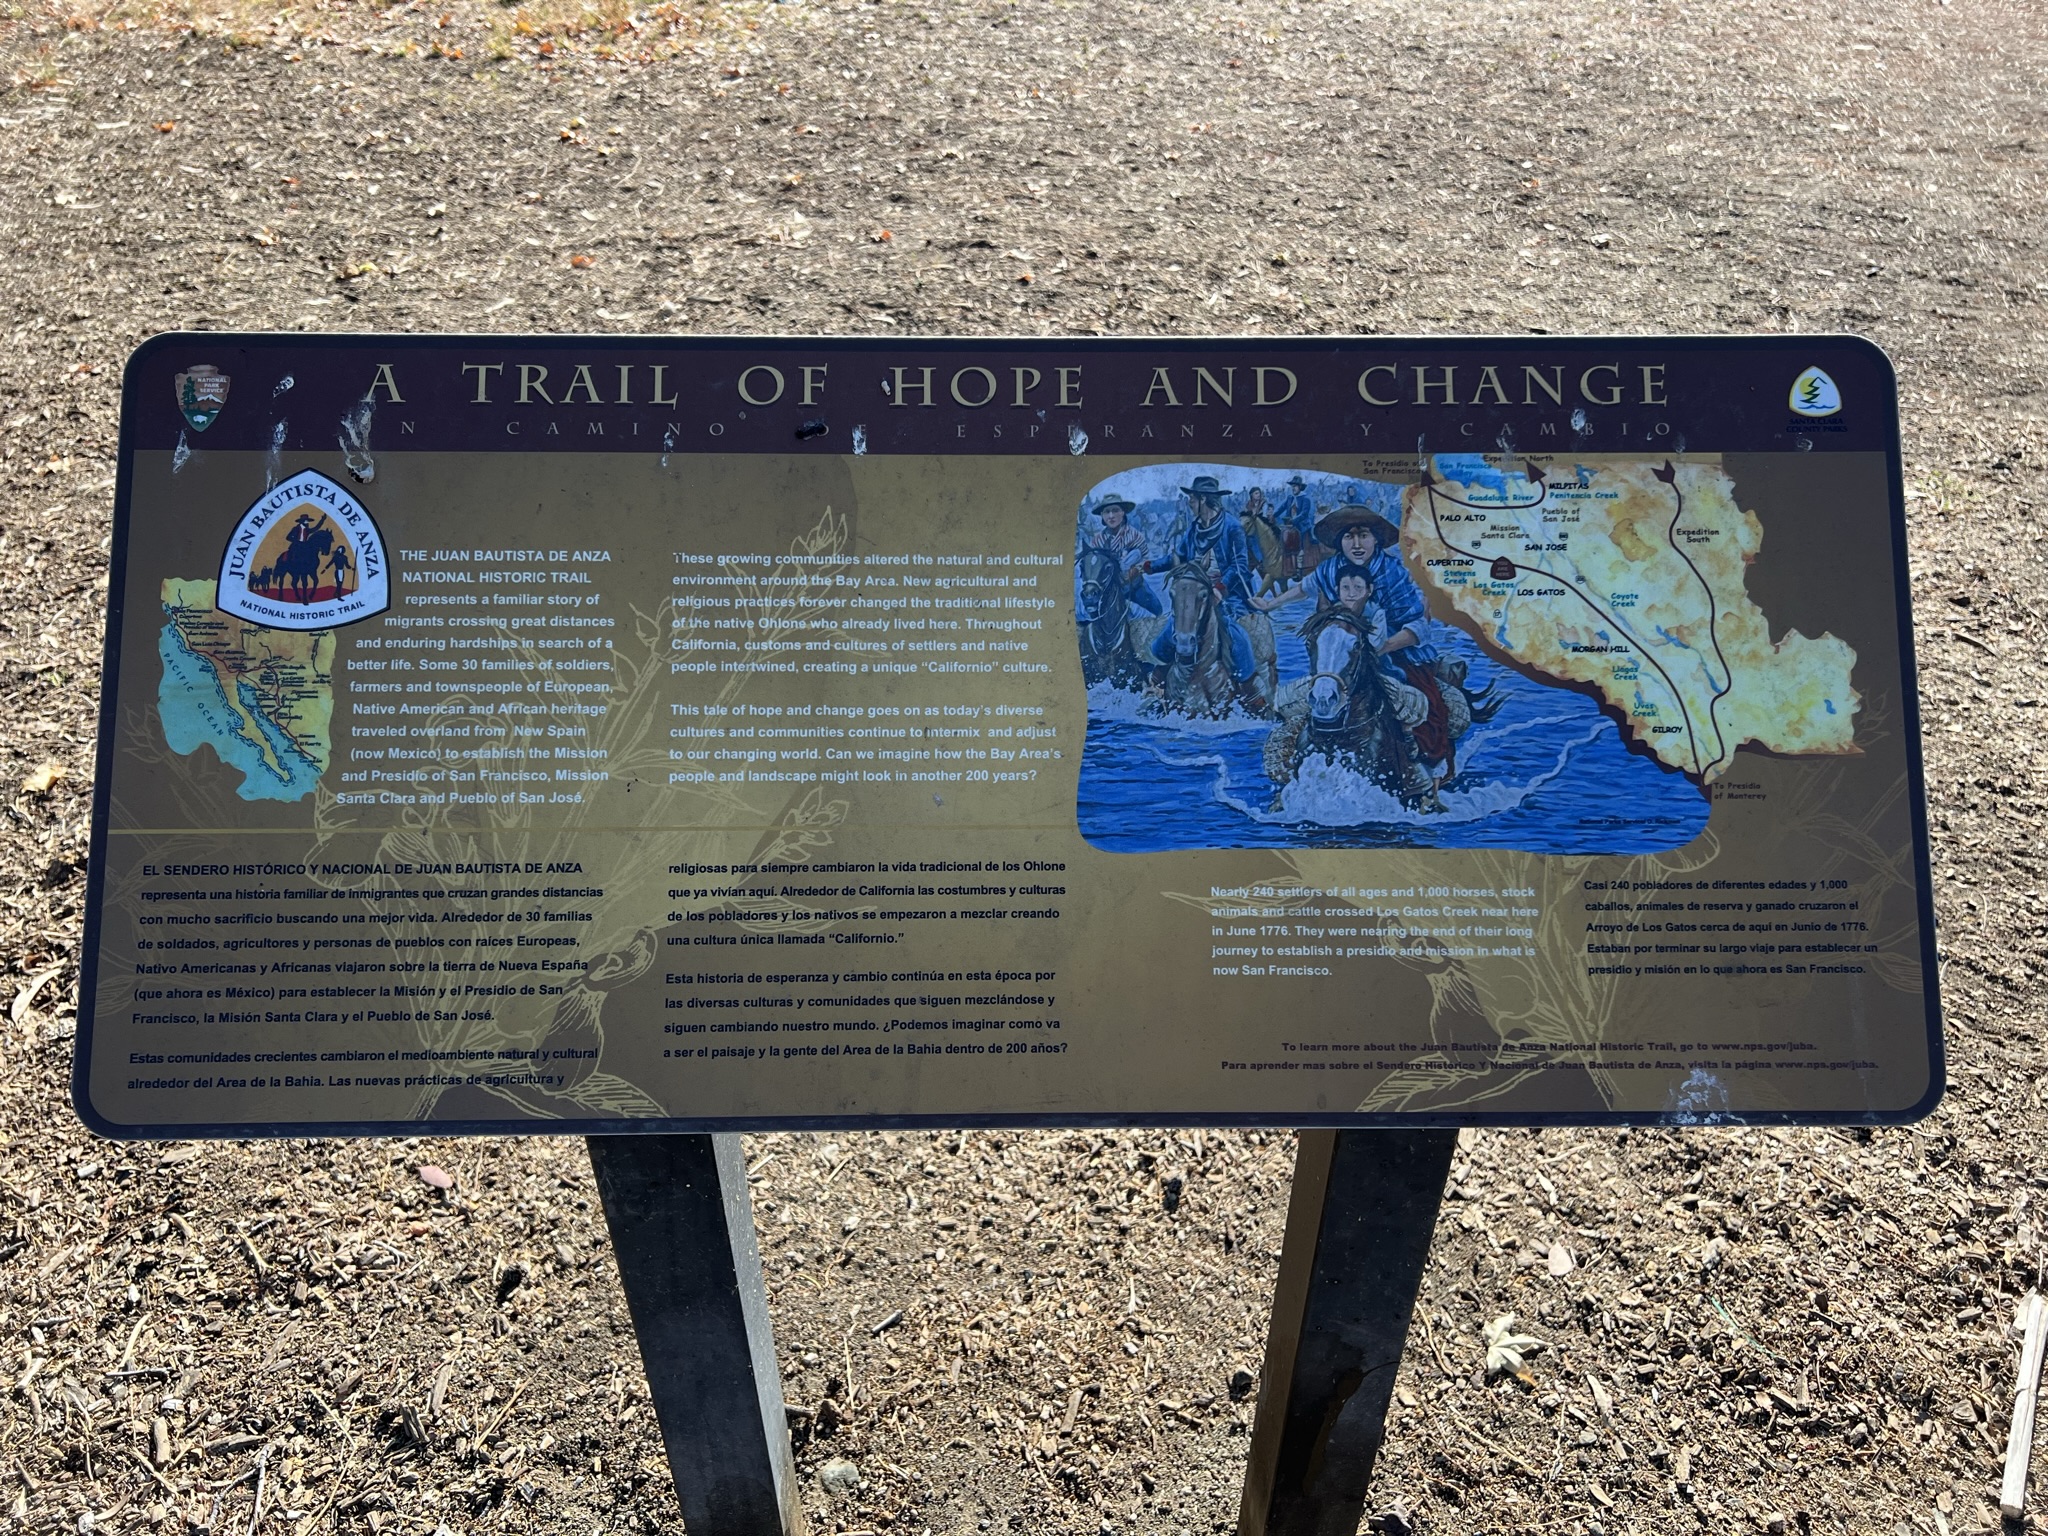 NATIONAL
PARK
SERVICE
A TRAIL OF HOPE AND CHANGE
N CAMINO DE ESPERANZA Y CAMBIO
SANTA CLARA
COUNTY PARKS
JUAN BAUTISTA DE ANZA
NATIONAL HISTORIC TRAIL
PACIFIC OCEAN
THE JUAN BAUTISTA DE ANZA
NATIONAL HISTORIC TRAIL
represents a familiar story of
migrants crossing great distances
and enduring hardships in search of a
better life. Some 30 families of soldiers,
farmers and townspeople of European,
Native American and African heritage
traveled overland from New Spain
(now Mexico) to establish the Mission
and Presidio of San Francisco, Mission
Santa Clara and Pueblo of San José.
These growing communities altered the natural and cultural
environment around the Bay Area. New agricultural and
religious practices forever changed the traditional lifestyle
of the native Ohlone who already lived here. Throughout
California, customs and cultures of settlers and native
people intertwined, creating a unique “Californio” culture.
This tale of hope and change goes on as today's diverse
cultures and communities continue to intermix and adjust
to our changing world. Can we imagine how the Bay Area's
people and landscape might look in another 200 years?
To Presidio of
San Francisco
San Francisco
Expedition North
Guadalupe River
MILPITAS
Penitencia Creek
PALO ALTO
Pueblo of
San José
Mission
Santa Clara
SAN JOSE
Expedition
South
CUPERTINO
Stevens
Creek
Los Gatos
Creek
LOS GATOS
Coyote
Creek
MORGAN HILL
Llagas
Creek
Uvas
Creek
GILROY
To Presidio
of Monterey
EL SENDERO HISTÓRICO Y NACIONAL DE JUAN BAUTISTA DE ANZA
representa una historia familiar de inmigrantes que cruzan grandes distancias
con mucho sacrificio buscando una mejor vida. Alrededor de 30 familias
de soldados, agricultores y personas de pueblos con raíces Europeas,
Nativo Americanas y Africanas viajaron sobre la tierra de Nueva España
(que ahora es México) para establecer la Misión y el Presidio de San
Francisco, la Misión Santa Clara y el Pueblo de San José.
Estas comunidades crecientes cambiaron el medioambiente natural y cultural
alrededor del Area de la Bahia. Las nuevas prácticas de agricultura y
religiosas para siempre cambiaron la vida tradicional de los Ohlone
que ya vivían aquí. Alrededor de California las costumbres y culturas
de los pobladores y los nativos se empezaron a mezclar creando
una cultura única llamada “Californio.”
Esta historia de esperanza y cambio continúa en esta época por
las diversas culturas y comunidades que siguen mezclándose y
siguen cambiando nuestro mundo. ¿Podemos imaginar como va
a ser el paisaje y la gente del Area de la Bahia dentro de 200 años?
Nearly 240 settlers of all ages and 1,000 horses, stock
animals and cattle crossed Los Gatos Creek near here
in June 1776. They were nearing the end of their long
journey to establish a presidio and mission in what is
now San Francisco.
Casi 240 pobladores de diferentes edades y 1,000
caballos, animales de reserva y ganado cruzaron el
Arroyo de Los Gatos cerca de aquí en Junio de 1776.
Estaban por terminar su largo viaje para establecer un
presidio y misión en lo que ahora es San Francisco.
To learn more about the Juan Bautista de Anza National Historic Trail, go to www.nps.gov/juba.
Para aprender mas sobre el Sendero Historico Y Nacional de Juan Bautista de Anza, visita la página www.nps.gov/juba.